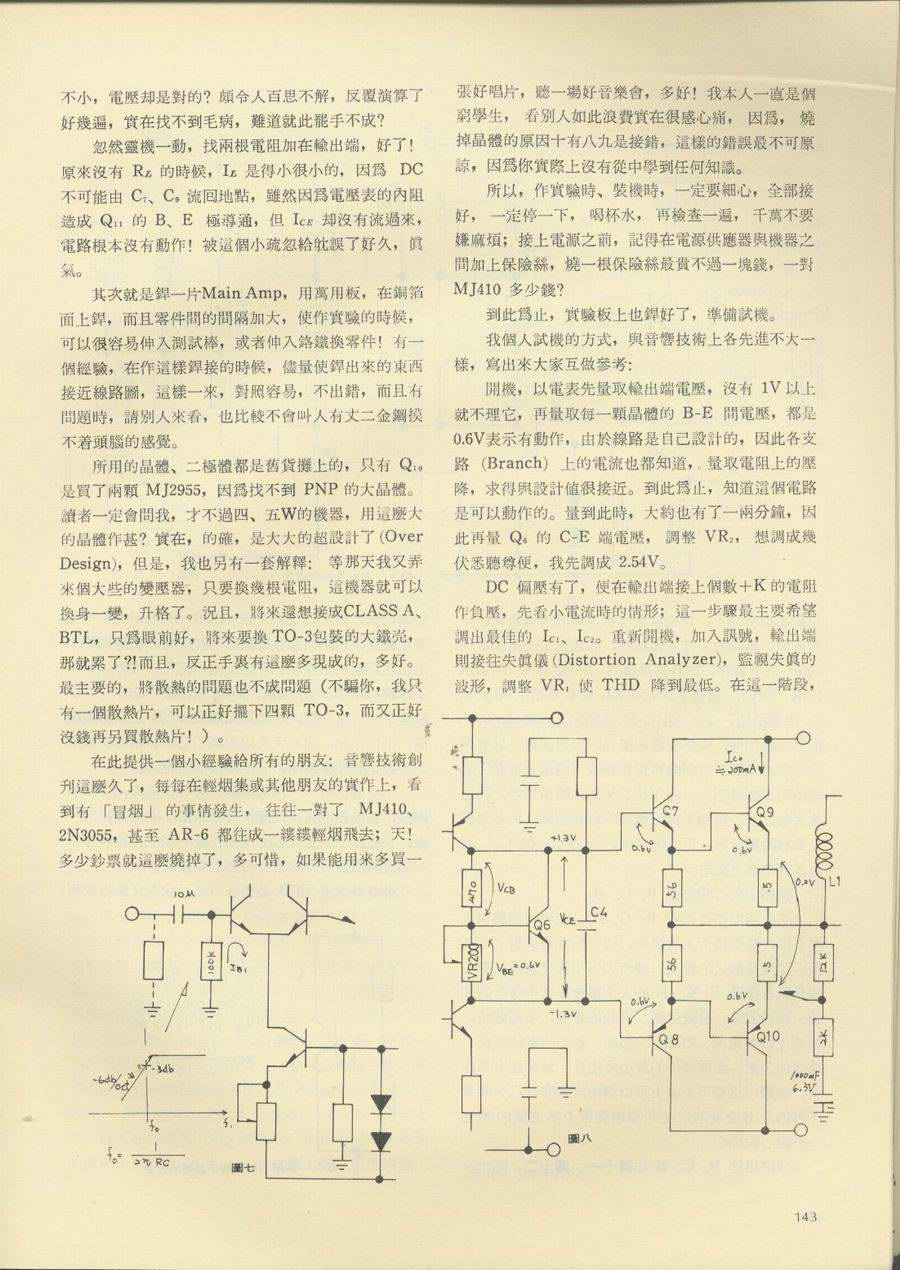 不小，電壓却是對的？頗令人百思不解，反覆演算了
好幾遍，實在找不到毛病，難道就此罷手不成？
忽然靈機一動，找兩根電阻加在輸出端，好了！
原來沒有 RL 的時候，IL 是得小很小的，因爲 DC
不可能由 C7、C9 流回地點，雖然因爲電壓表的內阻
造成 Q11 的 B、E 極導通，但 ICE 却沒有流過來，
電路根本沒有動作！被這個小疏忽給躭誤了好久，眞
氣。
其次就是銲一片Main Amp，用萬用板，在銅箔
面上銲，而且零件間的間隔加大，使作實驗的時候，
可以很容易伸入測試棒，或者伸入鉻鐵換零件！有一
個經驗，在作這樣銲接的時候，儘量使銲出來的東西
接近線路圖，這樣一來，對照容易，不出錯，而且有
問題時，請別人來看，也比較不會叫人有丈二金鋼摸
不着頭腦的感覺。
所用的晶體、二極體都是舊貨攤上的，只有 Q10
是買了兩顆 MJ2955，因爲找不到 PNP 的大晶體。
讀者一定會問我，才不過四、五W的機器，用這麽大
的晶體作甚？實在，的確，是大大的超設計了(Over
Design)，但是，我也另有一套解釋：等那天我又弄
來個大些的變壓器，只要換幾根電阻，這機器就可以
換身一變，升格了。況且，將來還想接成CLASS A、
BTL，只爲眼前好，將來要換 TO-3包裝的大鐵壳，
那就累了?!而且，反正手裏有這麽多現成的，多好。
最主要的，將散熱的問題也不成問題（不騙你，我只
有一個散熱片，可以正好擺下四顆 TO-3，而又正好
沒錢再另買散熱片！）。
在此提供一個小經驗給所有的朋友：音響技術創
刊這麽久了，每每在輕烟集或其他朋友的實作上，看
到有「冒烟」的事情發生，往往一對了 MJ410、
2N3055，甚至 AR-6 都往成一縷縷輕烟飛去；天！
多少鈔票就這麽燒掉了，多可惜，如果能用來多買一
張好唱片，聽一場好音樂會，多好！我本人一直是個
窮學生，看別人如此浪費實在很感心痛，因爲，燒
掉晶體的原因十有八九是接錯，這樣的錯誤最不可原
諒，因爲你實際上沒有從中學到任何知識。
所以，作實驗時、裝機時，一定要細心，全部接
好，一定停一下，喝杯水，再檢查一遍，千萬不要
嫌麻煩；接上電源之前，記得在電源供應器與機器之
間加上保險絲，燒一根保險絲最貴不過一塊錢，一對
MJ410 多少錢？
到此爲止，實驗板上也銲好了，準備試機。
我個人試機的方式，與音響技術上各先進不大一
樣，寫出來大家互做參考：
開機，以電表先量取輸出端電壓，沒有 1V 以上
就不理它，再量取每一顆晶體的 B-E 間電壓，都是
0.6V表示有動作，由於線路是自己設計的，因此各支
路 (Branch) 上的電流也都知道，量取電阻上的壓
降，求得與設計値很接近。到此爲止，知道這個電路
是可以動作的。量到此時，大約也有了一兩分鐘，因
此再量 Q6 的 C-E 端電壓，調整 VR2，想調成幾
伏悉聽尊便，我先調成 2.54V。
DC 偏壓有了，便在輸出端接上個數十K的電阻
作負壓，先看小電流時的情形；這一步驟最主要希望
調出最佳的 IC1、IC2。重新開機，加入訊號，輸出端
則接往失眞儀 (Distortion Analyzer)，監視失眞的
波形，調整 VR1 使 THD 降到最低。在這一階段，
10M
100K
IB1
-3db
-6db/oct
f0
f.
f0= 1
2π RC
圖七
Ico
≒200mA
Q7
Q9
0.6V
0.6V
+1.3V
470
VCB
Q6
VCE
C4
56
.5
0.2V
L1
VR200
VBE=0.6V
56
.5
12K
-1.3V
0.6V
0.6V
Q8
Q10
2K
1000μF
6.3V
圖八
143